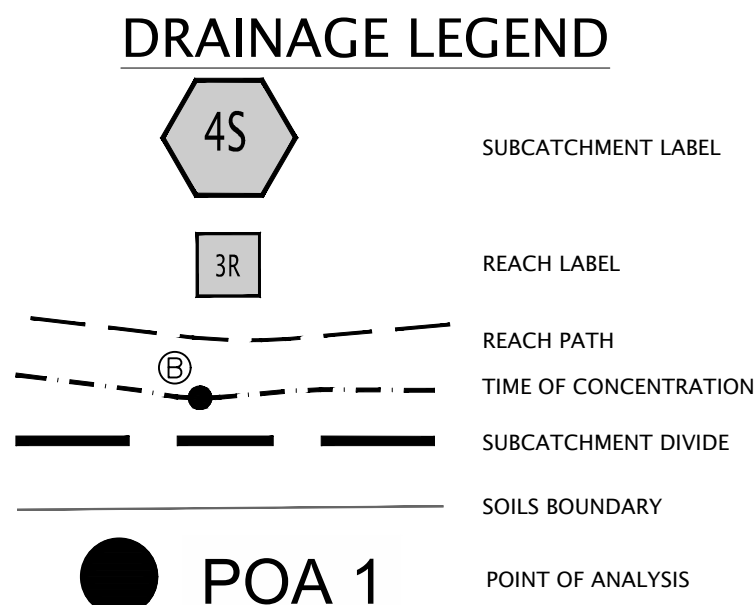 DRAINAGE LEGEND
4S SUBCATCHMENT LABEL
3R REACH LABEL
REACH PATH
B TIME OF CONCENTRATION
SUBCATCHMENT DIVIDE
SOILS BOUNDARY
POA 1 POINT OF ANALYSIS